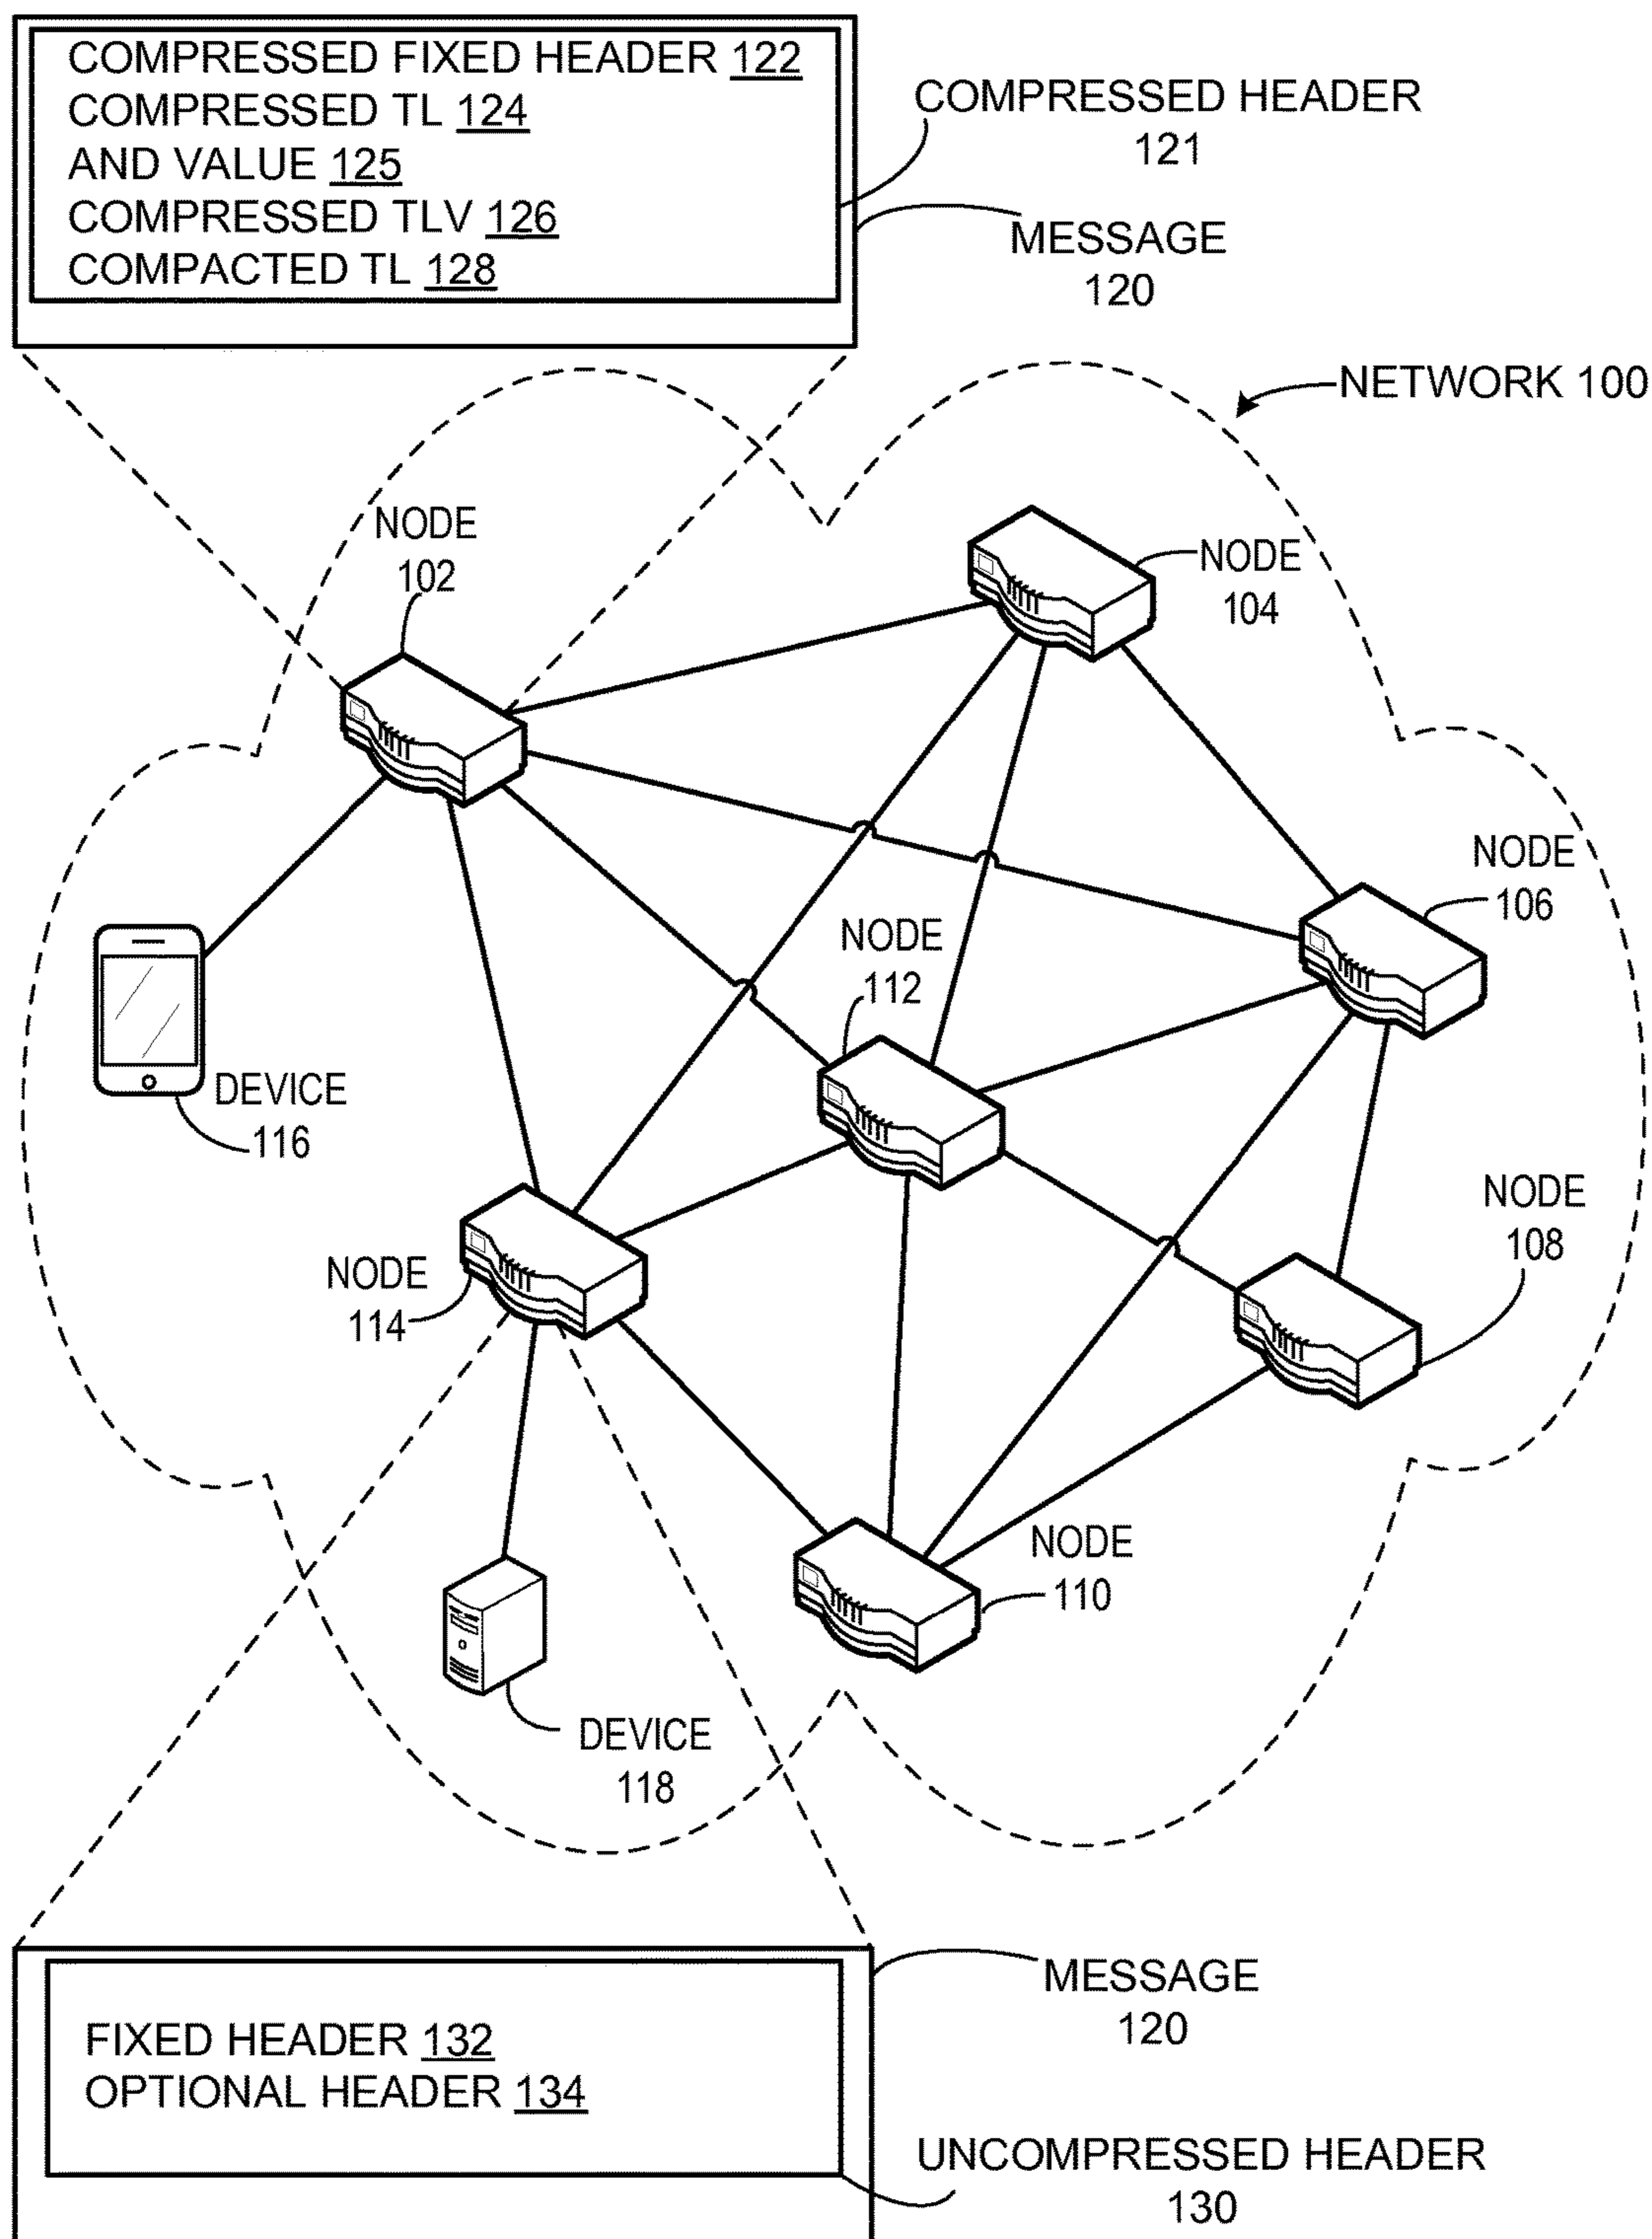 COMPRESSED FIXED HEADER 122
COMPRESSED TL 124
AND VALUE 125
COMPRESSED TLV 126
COMPACTED TL 128
COMPRESSED HEADER
121
MESSAGE
120
NETWORK 100
NODE
102
NODE
104
NODE
106
NODE
112
DEVICE
116
NODE
108
NODE
114
NODE
110
DEVICE
118
MESSAGE
120
FIXED HEADER 132
OPTIONAL HEADER 134
UNCOMPRESSED HEADER
130